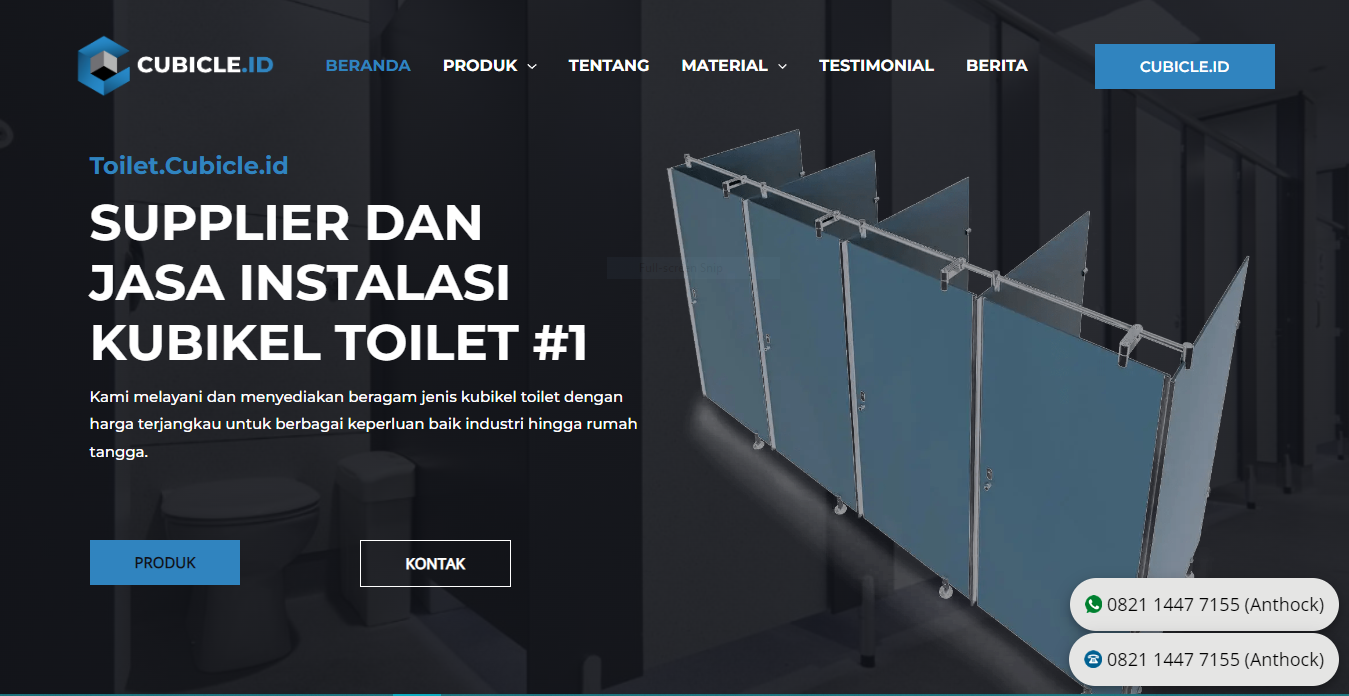 CUBICLE.ID
BERANDA
PRODUK
TENTANG
MATERIAL
TESTIMONIAL
BERITA
CUBICLE.ID
Toilet.Cubicle.id
SUPPLIER DAN
JASA INSTALASI
KUBIKEL TOILET #1
Kami melayani dan menyediakan beragam jenis kubikel toilet dengan
harga terjangkau untuk berbagai keperluan baik industri hingga rumah
tangga.
PRODUK
KONTAK
0821 1447 7155 (Anthock)
0821 1447 7155 (Anthock)